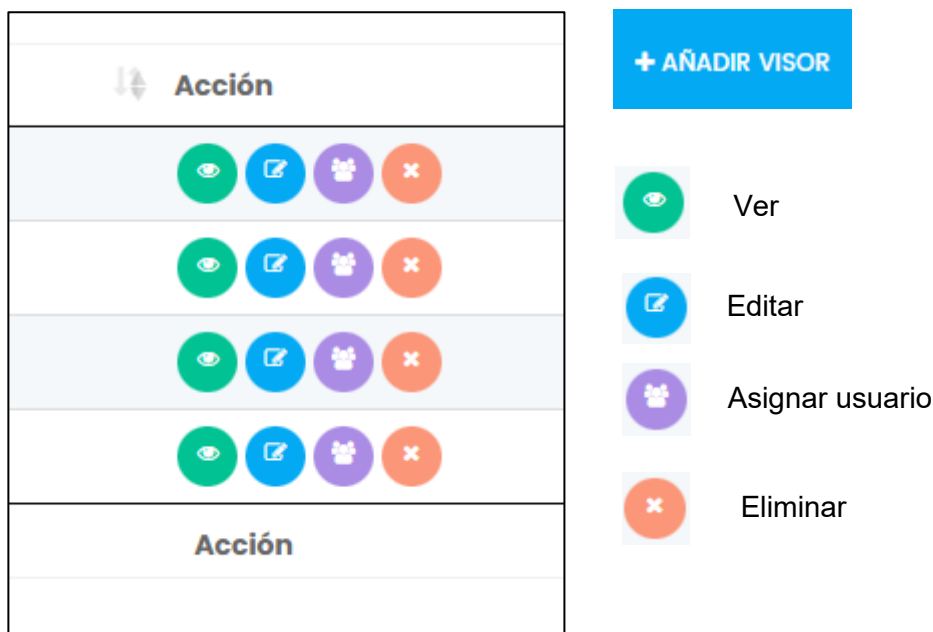 Acción
Acción
+ AÑADIR VISOR
Ver
Editar
Asignar usuario
Eliminar